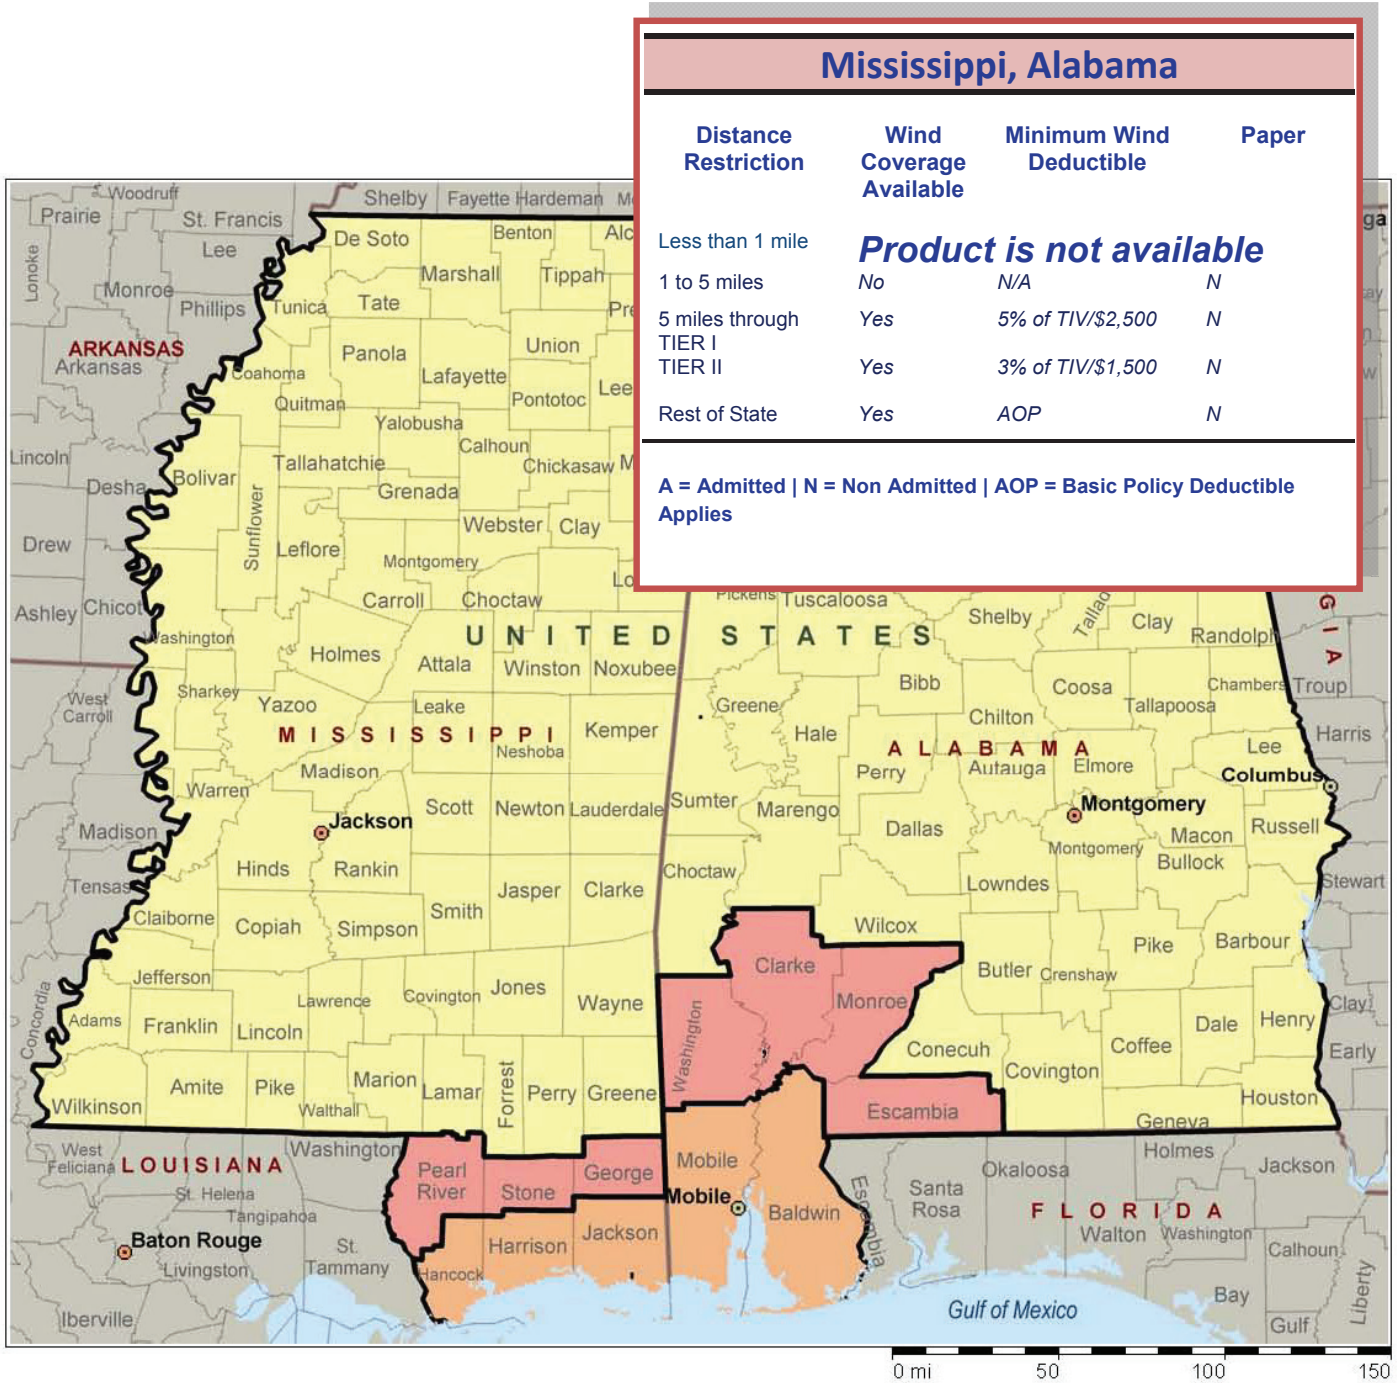 Mississippi, Alabama
Distance Restriction
Wind Coverage Available
Minimum Wind Deductible
Paper
Less than 1 mile Product is not available
1 to 5 miles No N/A N
5 miles through TIER I Yes 5% of TIV/$2,500 N
TIER II Yes 3% of TIV/$1,500 N
Rest of State Yes AOP N
A = Admitted | N = Non Admitted | AOP = Basic Policy Deductible
Applies
Woodruff
Prairie
St. Francis
Lee
Lonoke
Monroe
Phillips
ARKANSAS
Arkansas
Lincoln
Desha
Drew
Ashley
Chicot
West
Carroll
Madison
Tensas
Concordia
Shelby
Fayette
Hardeman
De Soto
Benton
Marshall
Tippah
Tunica
Tate
Panola
Union
Coahoma
Lafayette
Lee
Quitman
Pontotoc
Yalobusha
Calhoun
Chickasaw
Bolivar
Tallahatchie
Grenada
Sunflower
Webster
Clay
Leflore
Montgomery
Carroll
Choctaw
Washington
Holmes
Attala
Winston
Noxubee
UNITED STATES
Sharkey
Yazoo
Leake
Kemper
MISSISSIPPI
Neshoba
Madison
Warren
Scott
Newton
Lauderdale
Jackson
Hinds
Rankin
Jasper
Clarke
Smith
Claiborne
Copiah
Simpson
Jefferson
Lawrence
Covington
Jones
Wayne
Adams
Franklin
Lincoln
Wilkinson
Amite
Pike
Walthall
Marion
Lamar
Forrest
Perry
Greene
Pearl
River
Stone
George
Hancock
Harrison
Jackson
Pickens
Tuscaloosa
Shelby
Clay
Randolph
Bibb
Coosa
Chambers
Troup
Greene
Hale
Chilton
Tallapoosa
Harris
ALABAMA
Perry
Autauga
Elmore
Lee
Columbus
Sumter
Marengo
Dallas
Montgomery
Montgomery
Macon
Russell
Bullock
Choctaw
Lowndes
Stewart
Wilcox
Clarke
Monroe
Butler
Crenshaw
Pike
Barbour
Washington
Conecuh
Covington
Coffee
Dale
Henry
Clay
Early
Escambia
Geneva
Houston
Mobile
Mobile
Baldwin
GIA
West
Feliciana
LOUISIANA
Washington
St. Helena
Tangipahoa
Baton Rouge
Livingston
St.
Tammany
Iberville
Escambia
Santa
Rosa
Okaloosa
Holmes
Jackson
FLORIDA
Walton
Washington
Calhoun
Bay
Gulf
Liberty
Gulf of Mexico
0 mi 50 100 150